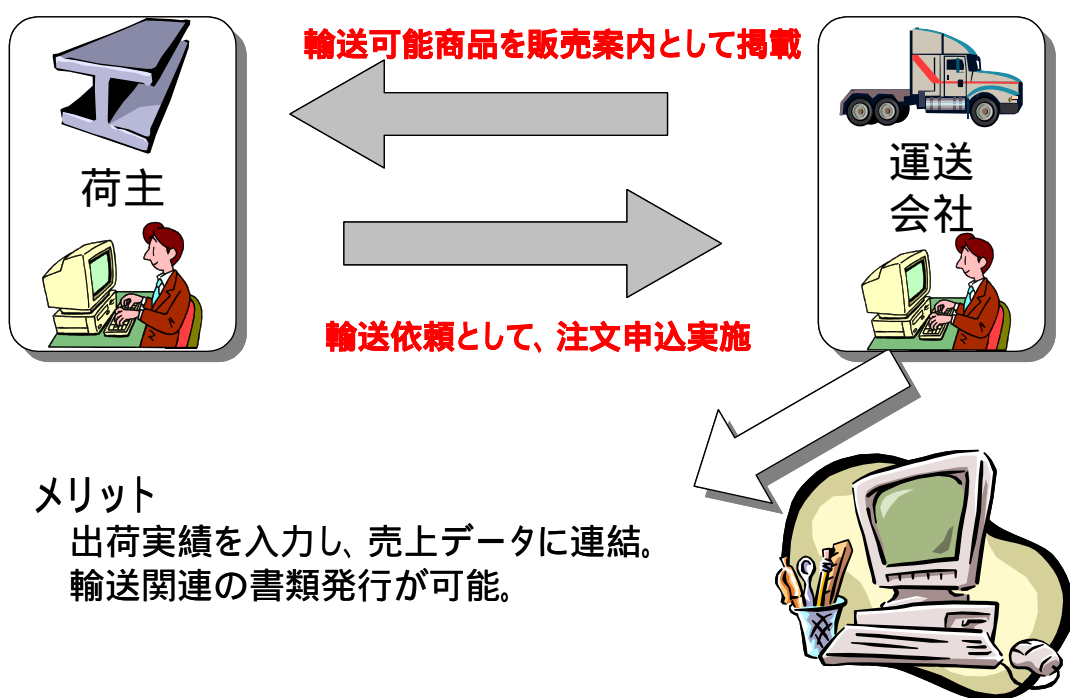 輸送可能商品を販売案内として掲載
荷主
運送
会社
輸送依頼として、注文申込実施
メリット
出荷実績を入力し、売上データに連結。
輸送関連の書類発行が可能。